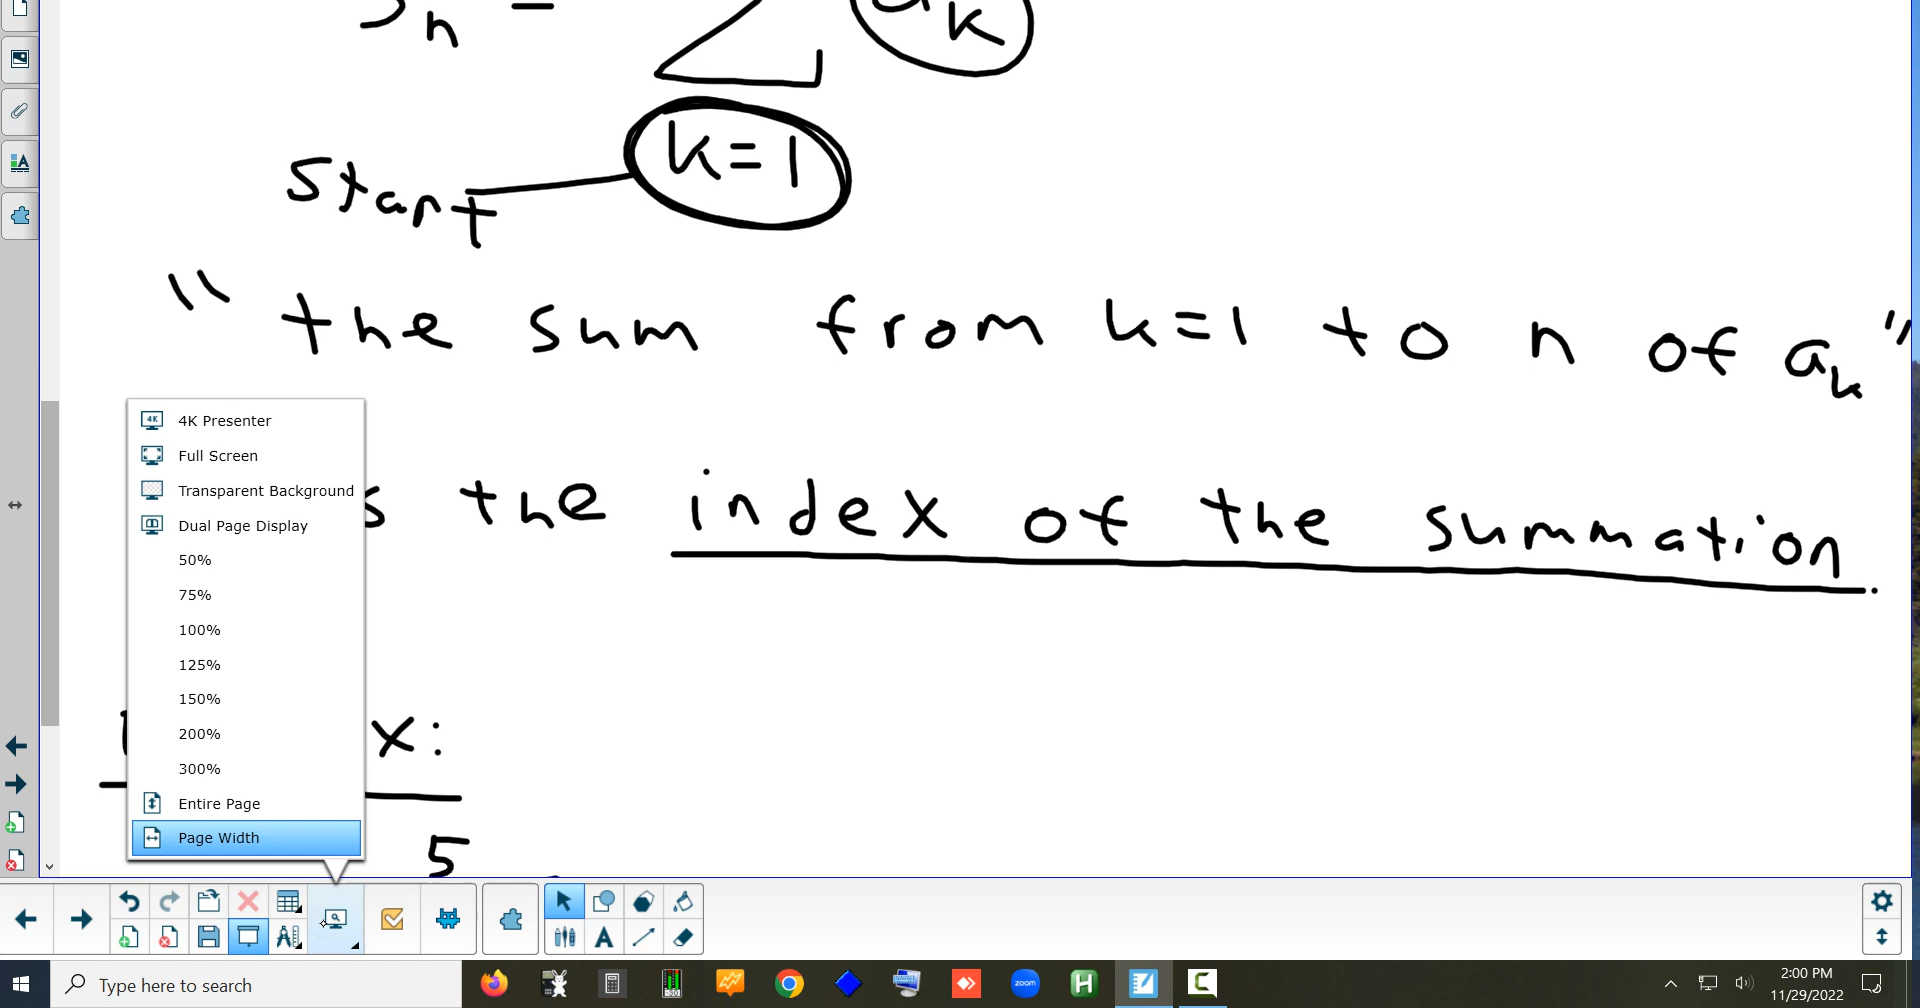 Sn = ∑ ak
k=1
start
" the sum from k=1 to n of ak "
s the index of the summation.
x:
5
4K Presenter
Full Screen
Transparent Background
Dual Page Display
50%
75%
100%
125%
150%
200%
300%
Entire Page
Page Width
Type here to search
zoom
H
C
2:00 PM
11/29/2022